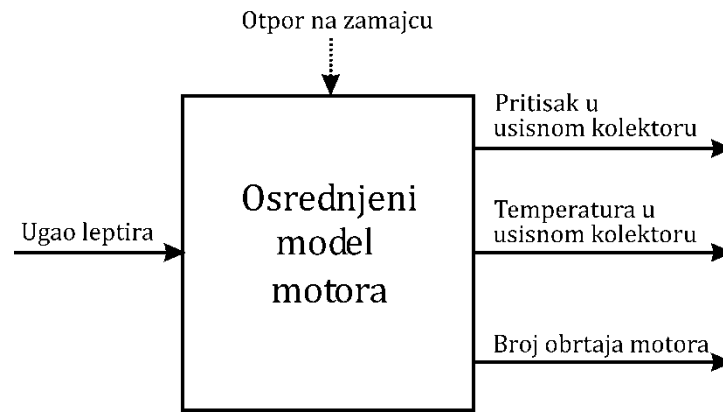 Otpor na zamajcu
Pritisak u
usisnom kolektoru
Osrednjeni
model
motora
Ugao leptira
Temperatura u
usisnom kolektoru
Broj obrtaja motora